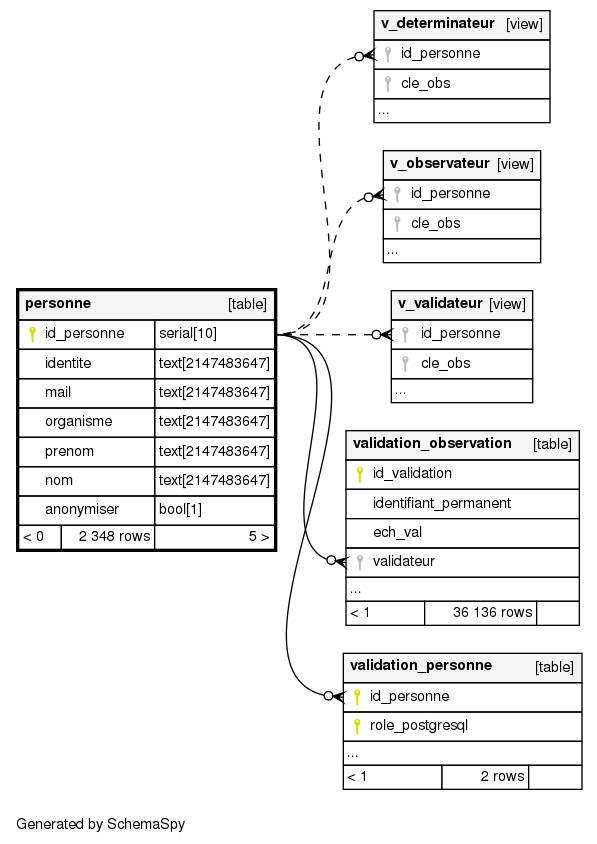 v_determinateur [view]
id_personne
cle_obs
...
v_observateur [view]
id_personne
cle_obs
...
personne [table]
id_personne serial[10]
identite text[2147483647]
mail text[2147483647]
organisme text[2147483647]
prenom text[2147483647]
nom text[2147483647]
anonymiser bool[1]
< 0 2 348 rows 5 >
v_validateur [view]
id_personne
cle_obs
...
validation_observation [table]
id_validation
identifiant_permanent
ech_val
validateur
...
< 1 36 136 rows
validation_personne [table]
id_personne
role_postgresql
...
< 1 2 rows
Generated by SchemaSpy